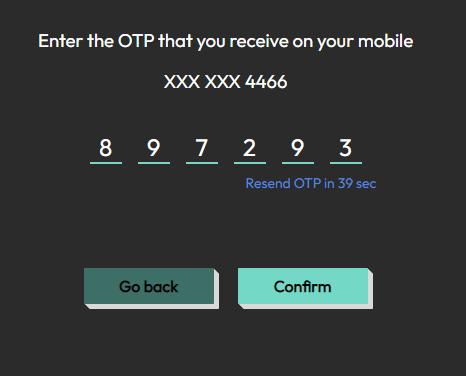 Enter the OTP that you receive on your mobile
XXX XXX 4466
8 9 7 2 9 3
Resend OTP in 39 sec
Go back Confirm